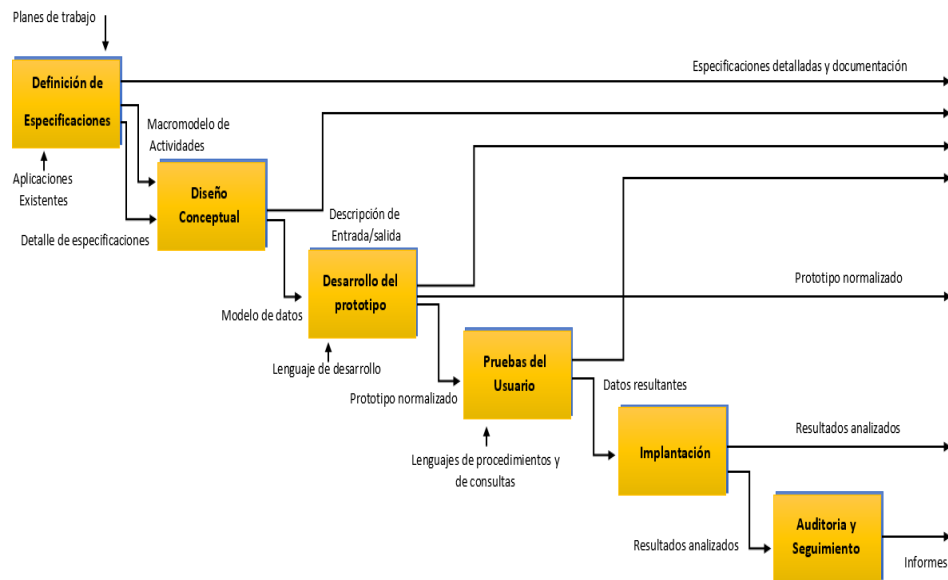 Planes de trabajo
Definición de
Especificaciones
Especificaciones detalladas y documentación
Macromodelo de
Actividades
Aplicaciones
Existentes
Diseño
Conceptual
Detalle de especificaciones
Descripción de
Entrada/salida
Desarrollo del
prototipo
Prototipo normalizado
Modelo de datos
Lenguaje de desarrollo
Prototipo normalizado
Pruebas del
Usuario
Datos resultantes
Lenguajes de procedimientos y
de consultas
Implantación
Resultados analizados
Resultados analizados
Auditoria y
Seguimiento
Informes